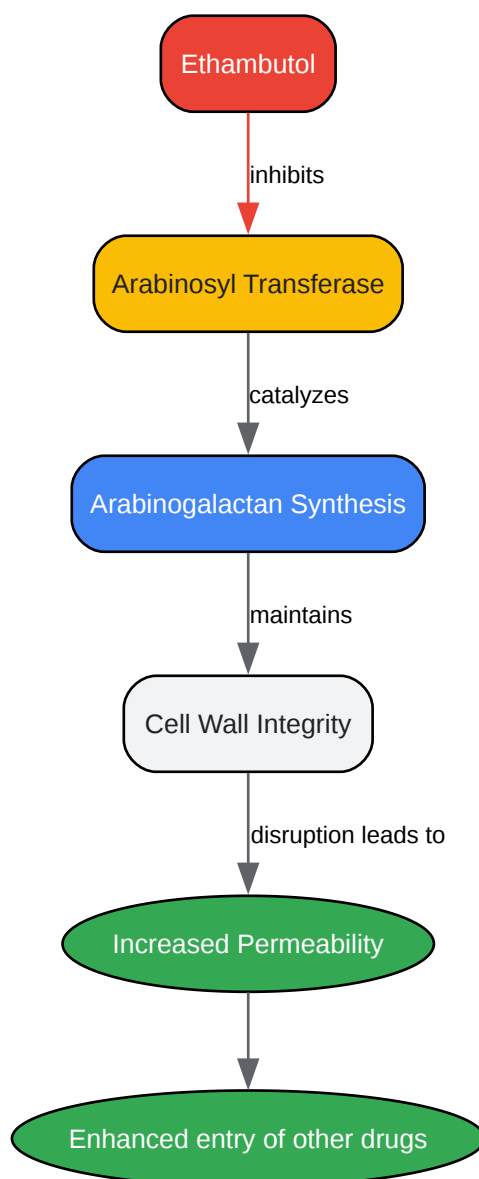 Ethambutol
inhibits
Arabinosyl Transferase
catalyzes
Arabinogalactan Synthesis
maintains
Cell Wall Integrity
disruption leads to
Increased Permeability
Enhanced entry of other drugs